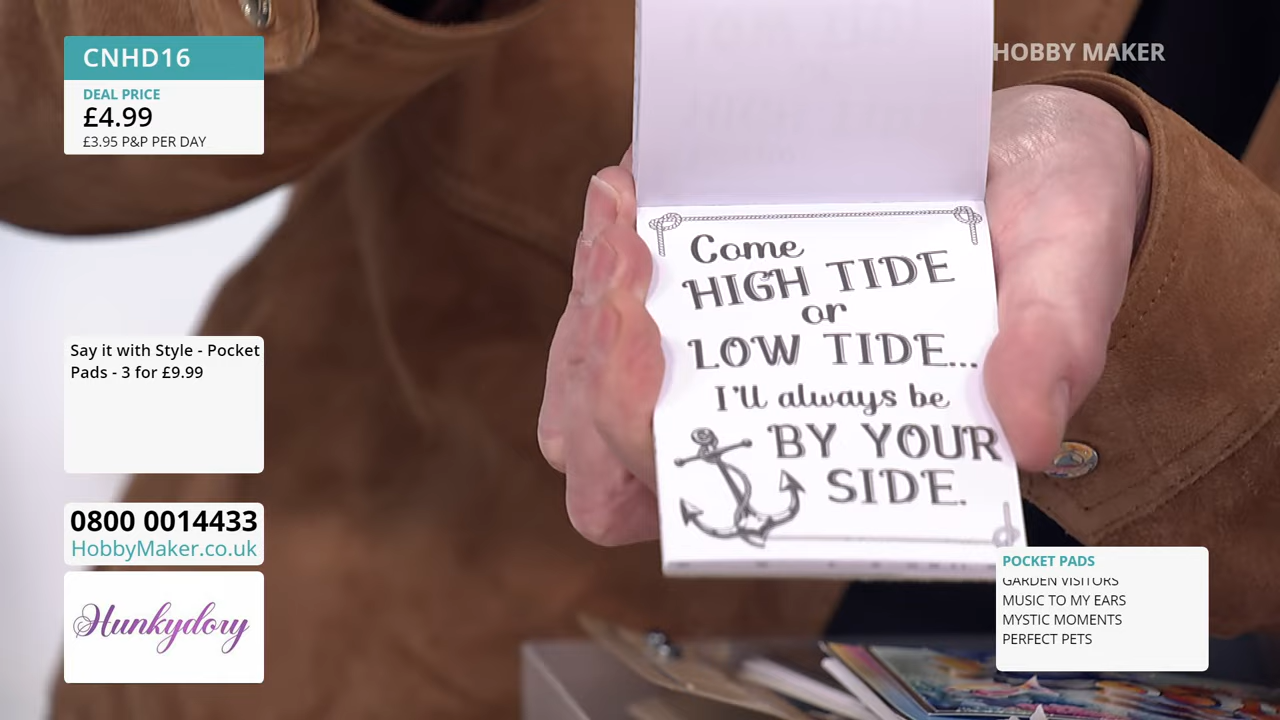 CNHD16
DEAL PRICE
£4.99
£3.95 P&P PER DAY
HOBBY MAKER
Come
HIGH TIDE
or
LOW TIDE...
I'll always be
BY YOUR
SIDE.
Say it with Style - Pocket
Pads - 3 for £9.99
0800 0014433
HobbyMaker.co.uk
Hunkydory
POCKET PADS
GARDEN VISITORS
MUSIC TO MY EARS
MYSTIC MOMENTS
PERFECT PETS